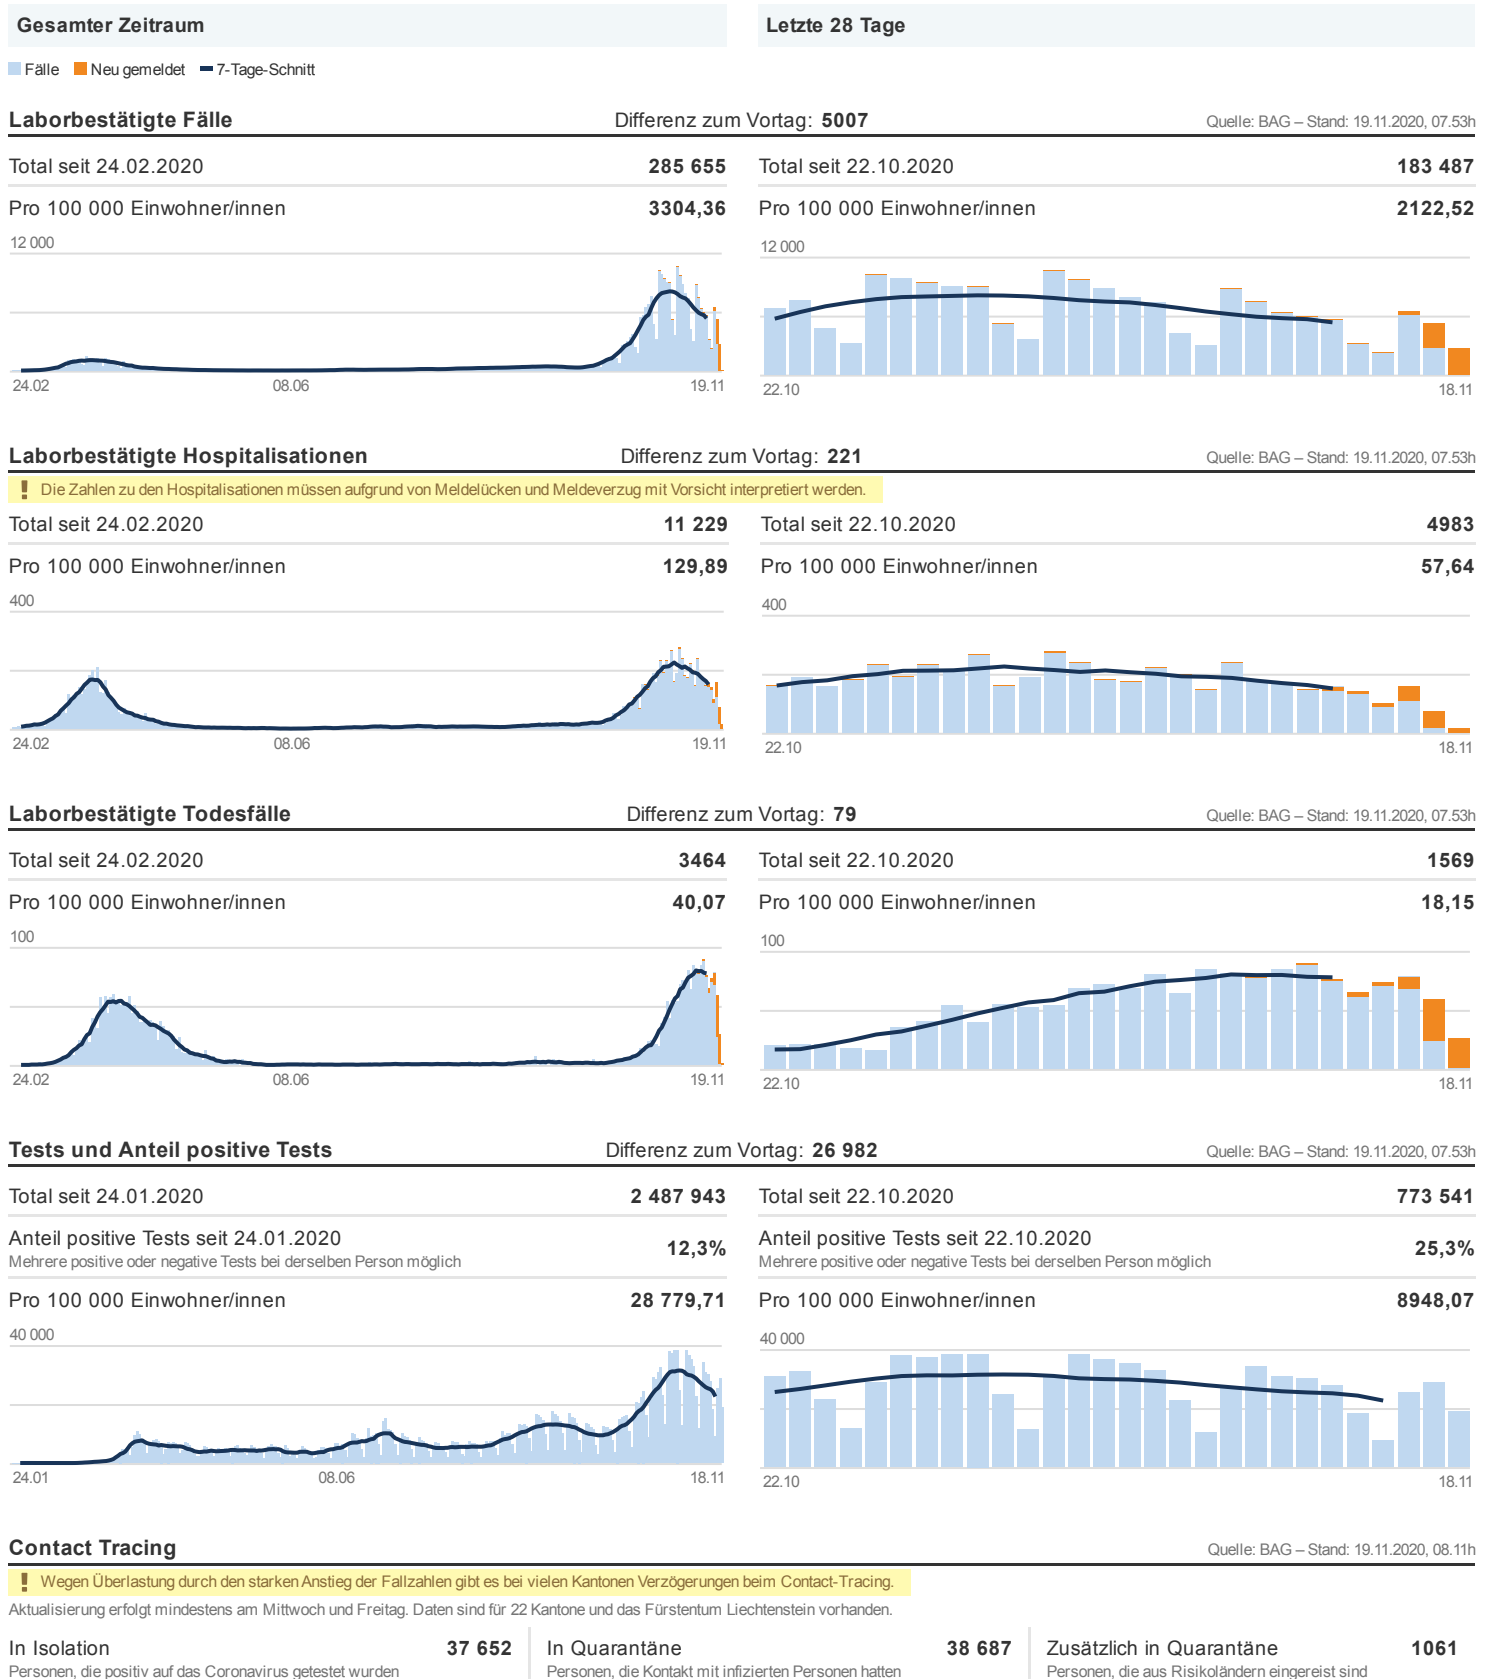 Gesamter Zeitraum
Letzte 28 Tage
Fälle Neu gemeldet 7-Tage-Schnitt
Laborbestätigte Fälle Differenz zum Vortag: 5007 Quelle: BAG – Stand: 19.11.2020, 07.53h
Total seit 24.02.2020 285 655
Pro 100 000 Einwohner/innen 3304,36
12 000
24.02 08.06 19.11
Total seit 22.10.2020 183 487
Pro 100 000 Einwohner/innen 2122,52
12 000
22.10 18.11
Laborbestätigte Hospitalisationen Differenz zum Vortag: 221 Quelle: BAG – Stand: 19.11.2020, 07.53h
! Die Zahlen zu den Hospitalisationen müssen aufgrund von Meldelücken und Meldeverzug mit Vorsicht interpretiert werden.
Total seit 24.02.2020 11 229
Pro 100 000 Einwohner/innen 129,89
400
24.02 08.06 19.11
Total seit 22.10.2020 4983
Pro 100 000 Einwohner/innen 57,64
400
22.10 18.11
Laborbestätigte Todesfälle Differenz zum Vortag: 79 Quelle: BAG – Stand: 19.11.2020, 07.53h
Total seit 24.02.2020 3464
Pro 100 000 Einwohner/innen 40,07
100
24.02 08.06 19.11
Total seit 22.10.2020 1569
Pro 100 000 Einwohner/innen 18,15
100
22.10 18.11
Tests und Anteil positive Tests Differenz zum Vortag: 26 982 Quelle: BAG – Stand: 19.11.2020, 07.53h
Total seit 24.01.2020 2 487 943
Anteil positive Tests seit 24.01.2020 12,3%
Mehrere positive oder negative Tests bei derselben Person möglich
Pro 100 000 Einwohner/innen 28 779,71
40 000
24.01 08.06 18.11
Total seit 22.10.2020 773 541
Anteil positive Tests seit 22.10.2020 25,3%
Mehrere positive oder negative Tests bei derselben Person möglich
Pro 100 000 Einwohner/innen 8948,07
40 000
22.10 18.11
Contact Tracing Quelle: BAG – Stand: 19.11.2020, 08.11h
! Wegen Überlastung durch den starken Anstieg der Fallzahlen gibt es bei vielen Kantonen Verzögerungen beim Contact-Tracing.
Aktualisierung erfolgt mindestens am Mittwoch und Freitag. Daten sind für 22 Kantone und das Fürstentum Liechtenstein vorhanden.
In Isolation 37 652
Personen, die positiv auf das Coronavirus getestet wurden
In Quarantäne 38 687
Personen, die Kontakt mit infizierten Personen hatten
Zusätzlich in Quarantäne 1061
Personen, die aus Risikoländern eingereist sind